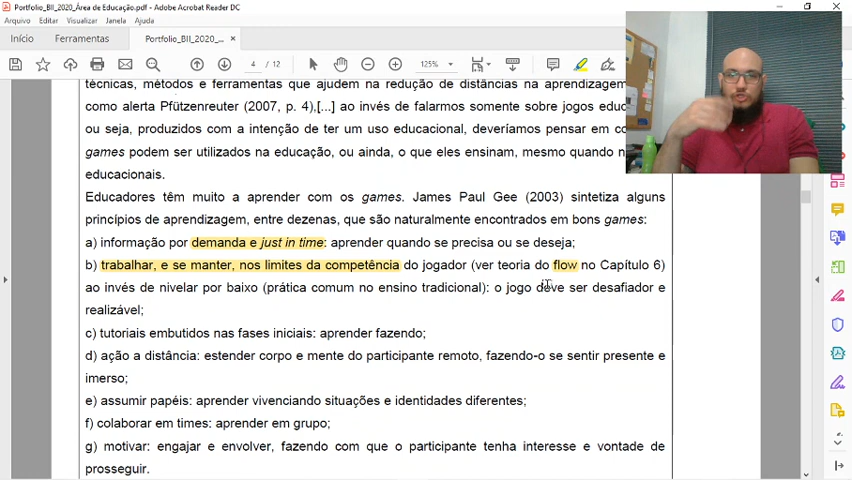 Portfolio_BII_2020_Área de Educação.pdf - Adobe Acrobat Reader DC
Arquivo Editar Visualizar Janela Ajuda
Início Ferramentas Portfolio_BII_2020_... ×
4 / 12 125%
técnicas, métodos e ferramentas que ajudem na redução de distâncias na aprendizagem
como alerta Pfützenreuter (2007, p. 4),[...] ao invés de falarmos somente sobre jogos
ou seja, produzidos com a intenção de ter um uso educacional, deveríamos pensar em
games podem ser utilizados na educação, ou ainda, o que eles ensinam, mesmo quando
educacionais.
Educadores têm muito a aprender com os games. James Paul Gee (2003) sintetiza alguns
princípios de aprendizagem, entre dezenas, que são naturalmente encontrados em bons games:
a) informação por demanda e just in time: aprender quando se precisa ou se deseja;
b) trabalhar, e se manter, nos limites da competência do jogador (ver teoria do flow no Capítulo 6)
ao invés de nivelar por baixo (prática comum no ensino tradicional): o jogo deve ser desafiador e
realizável;
c) tutoriais embutidos nas fases iniciais: aprender fazendo;
d) ação a distância: estender corpo e mente do participante remoto, fazendo-o se sentir presente e
imerso;
e) assumir papéis: aprender vivenciando situações e identidades diferentes;
f) colaborar em times: aprender em grupo;
g) motivar: engajar e envolver, fazendo com que o participante tenha interesse e vontade de
prosseguir.